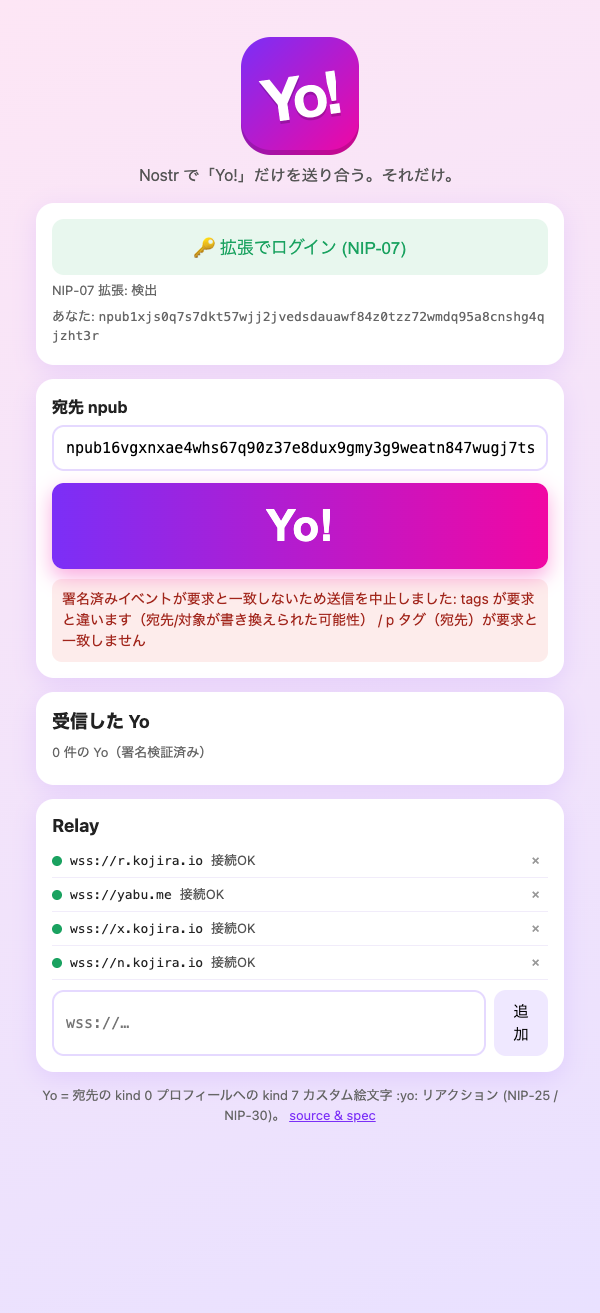 Yo!
Nostr で「Yo!」だけを送り合う。それだけ。
🔑 拡張でログイン (NIP-07)
NIP-07 拡張: 検出
あなた: npub1xjs0q7s7dkt57wjj2jvedsdauawf84z0tzz72wmdq95a8cnshg4q
jzht3r
宛先 npub
npub16vgxnxae4whs67q90z37e8dux9gmy3g9weatn847wugj7ts
Yo!
署名済みイベントが要求と一致しないため送信を中止しました: tags が要求
と違います（宛先/対象が書き換えられた可能性） / p タグ（宛先）が要求と
一致しません
受信した Yo
0 件の Yo（署名検証済み）
Relay
wss://r.kojira.io 接続OK ×
wss://yabu.me 接続OK ×
wss://x.kojira.io 接続OK ×
wss://n.kojira.io 接続OK ×
wss://…
追
加
Yo = 宛先の kind 0 プロフィールへの kind 7 カスタム絵文字 :yo: リアクション (NIP-25 /
NIP-30)。 source & spec